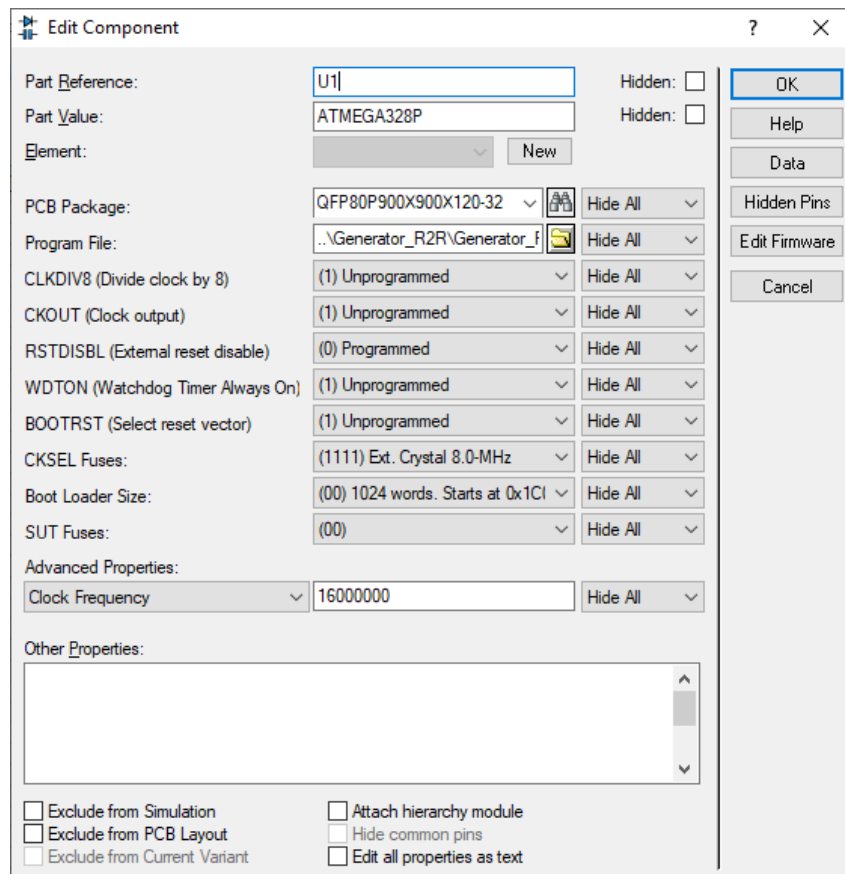 Edit Component ? X
Part Reference: U1 Hidden: OK
Part Value: ATMEGA328P Hidden: Help
Element: New Data
PCB Package: QFP80P900X900X120-32 Hide All Hidden Pins
Program File: ..\Generator_R2R\Generator_F Hide All Edit Firmware
CLKDIV8 (Divide clock by 8) (1) Unprogrammed Hide All Cancel
CKOUT (Clock output) (1) Unprogrammed Hide All
RSTDISBL (External reset disable) (0) Programmed Hide All
WDTON (Watchdog Timer Always On) (1) Unprogrammed Hide All
BOOTRST (Select reset vector) (1) Unprogrammed Hide All
CKSEL Fuses: (1111) Ext. Crystal 8.0-MHz Hide All
Boot Loader Size: (00) 1024 words. Starts at 0x1C( Hide All
SUT Fuses: (00) Hide All
Advanced Properties:
Clock Frequency 16000000 Hide All
Other Properties:
Exclude from Simulation Attach hierarchy module
Exclude from PCB Layout Hide common pins
Exclude from Current Variant Edit all properties as text